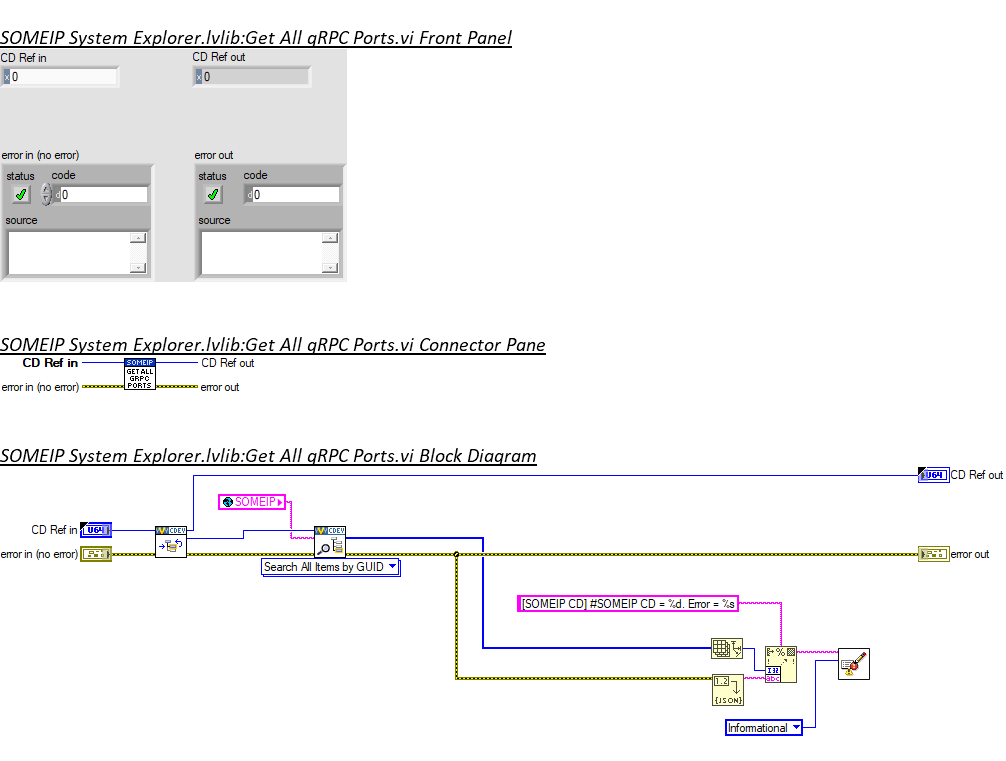 SOMEIP System Explorer.lvlib:Get All gRPC Ports.vi Front Panel
CD Ref in
CD Ref out
x 0
x 0
error in (no error)
error out
status code
status code
d 0
d 0
source
source
SOMEIP System Explorer.lvlib:Get All gRPC Ports.vi Connector Pane
CD Ref in
SOMEIP
GET ALL
GRPC
PORTS
CD Ref out
error in (no error)
error out
SOMEIP System Explorer.lvlib:Get All gRPC Ports.vi Block Diagram
U64 CD Ref out
SOMEIP
CD Ref in U64
CDEV
CDEV
error in (no error)
error out
Search All Items by GUID
[SOMEIP CD] #SOMEIP CD = %d. Error = %s
%
I32
abc
1.2
{JSON}
Informational